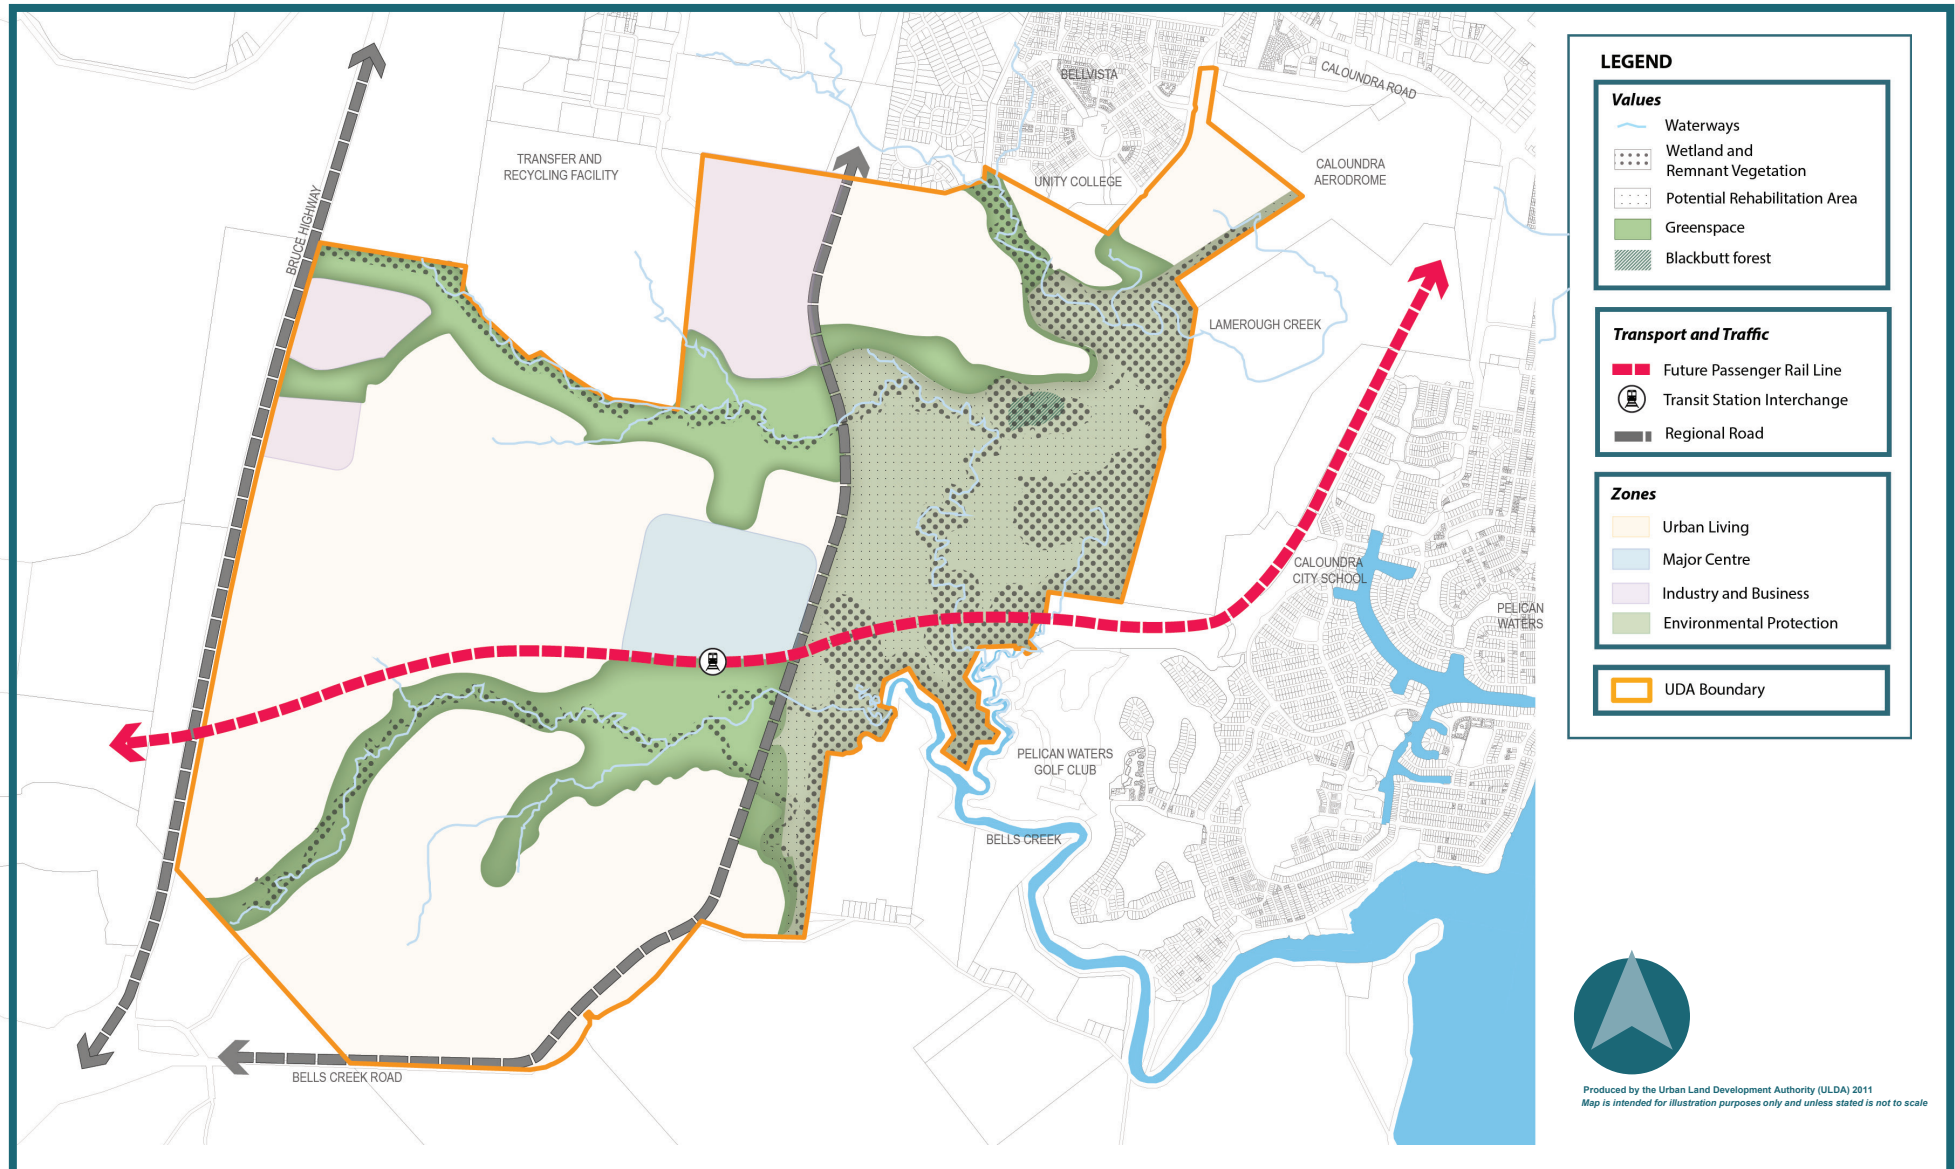 BELLVISTA
CALOUNDRA ROAD
TRANSFER AND
RECYCLING FACILITY
UNITY COLLEGE
CALOUNDRA
AERODROME
BRUCE HIGHWAY
LAMEROUGH CREEK
CALOUNDRA
CITY SCHOOL
PELICAN
WATERS
PELICAN WATERS
GOLF CLUB
BELLS CREEK
BELLS CREEK ROAD
LEGEND
Values
Waterways
Wetland and
Remnant Vegetation
Potential Rehabilitation Area
Greenspace
Blackbutt forest
Transport and Traffic
Future Passenger Rail Line
Transit Station Interchange
Regional Road
Zones
Urban Living
Major Centre
Industry and Business
Environmental Protection
UDA Boundary
Produced by the Urban Land Development Authority (ULDA) 2011
Map is intended for illustration purposes only and unless stated is not to scale